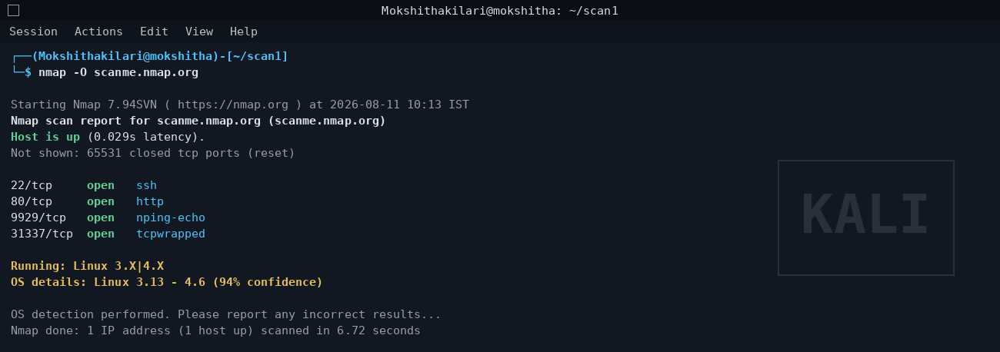 Mokshithakilari@mokshitha: ~/scan1
Session Actions Edit View Help
┌──(Mokshithakilari@mokshitha)-[~/scan1]
└─$ nmap -O scanme.nmap.org
Starting Nmap 7.94SVN ( https://nmap.org ) at 2026-08-11 10:13 IST
Nmap scan report for scanme.nmap.org (scanme.nmap.org)
Host is up (0.029s latency).
Not shown: 65531 closed tcp ports (reset)
22/tcp     open   ssh
80/tcp     open   http
9929/tcp   open   nping-echo
31337/tcp  open   tcpwrapped
KALI
Running: Linux 3.X|4.X
OS details: Linux 3.13 - 4.6 (94% confidence)
OS detection performed. Please report any incorrect results...
Nmap done: 1 IP address (1 host up) scanned in 6.72 seconds